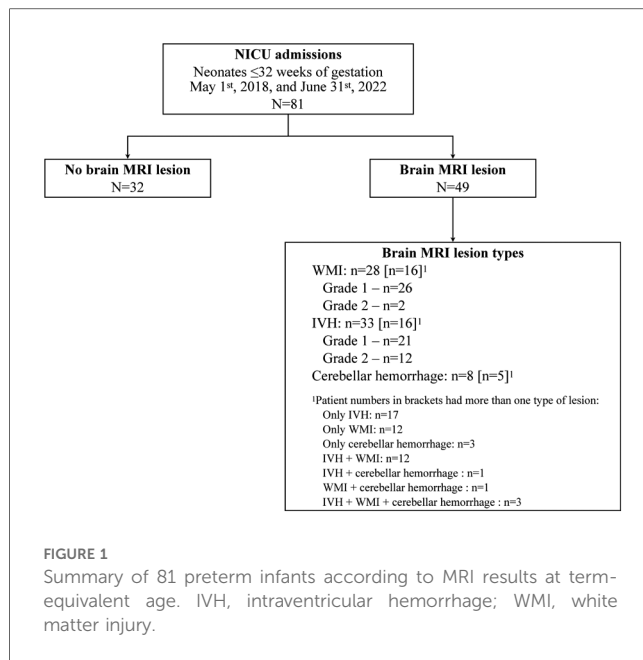 NICU admissions
Neonates ≤32 weeks of gestation
May 1st, 2018, and June 31st, 2022
N=81
No brain MRI lesion
N=32
Brain MRI lesion
N=49
Brain MRI lesion types
WMI: n=28 [n=16]¹
Grade 1 – n=26
Grade 2 – n=2
IVH: n=33 [n=16]¹
Grade 1 – n=21
Grade 2 – n=12
Cerebellar hemorrhage: n=8 [n=5]¹
¹Patient numbers in brackets had more than one type of lesion:
Only IVH: n=17
Only WMI: n=12
Only cerebellar hemorrhage: n=3
IVH + WMI: n=12
IVH + cerebellar hemorrhage : n=1
WMI + cerebellar hemorrhage : n=1
IVH + WMI + cerebellar hemorrhage : n=3
FIGURE 1
Summary of 81 preterm infants according to MRI results at term-
equivalent age. IVH, intraventricular hemorrhage; WMI, white
matter injury.